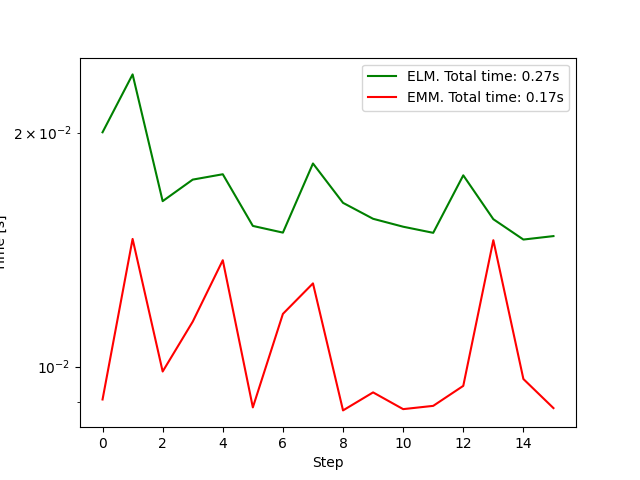 ELM. Total time: 0.27s
EMM. Total time: 0.17s
2 × 10⁻²
10⁻²
Time [s]
0 2 4 6 8 10 12 14
Step